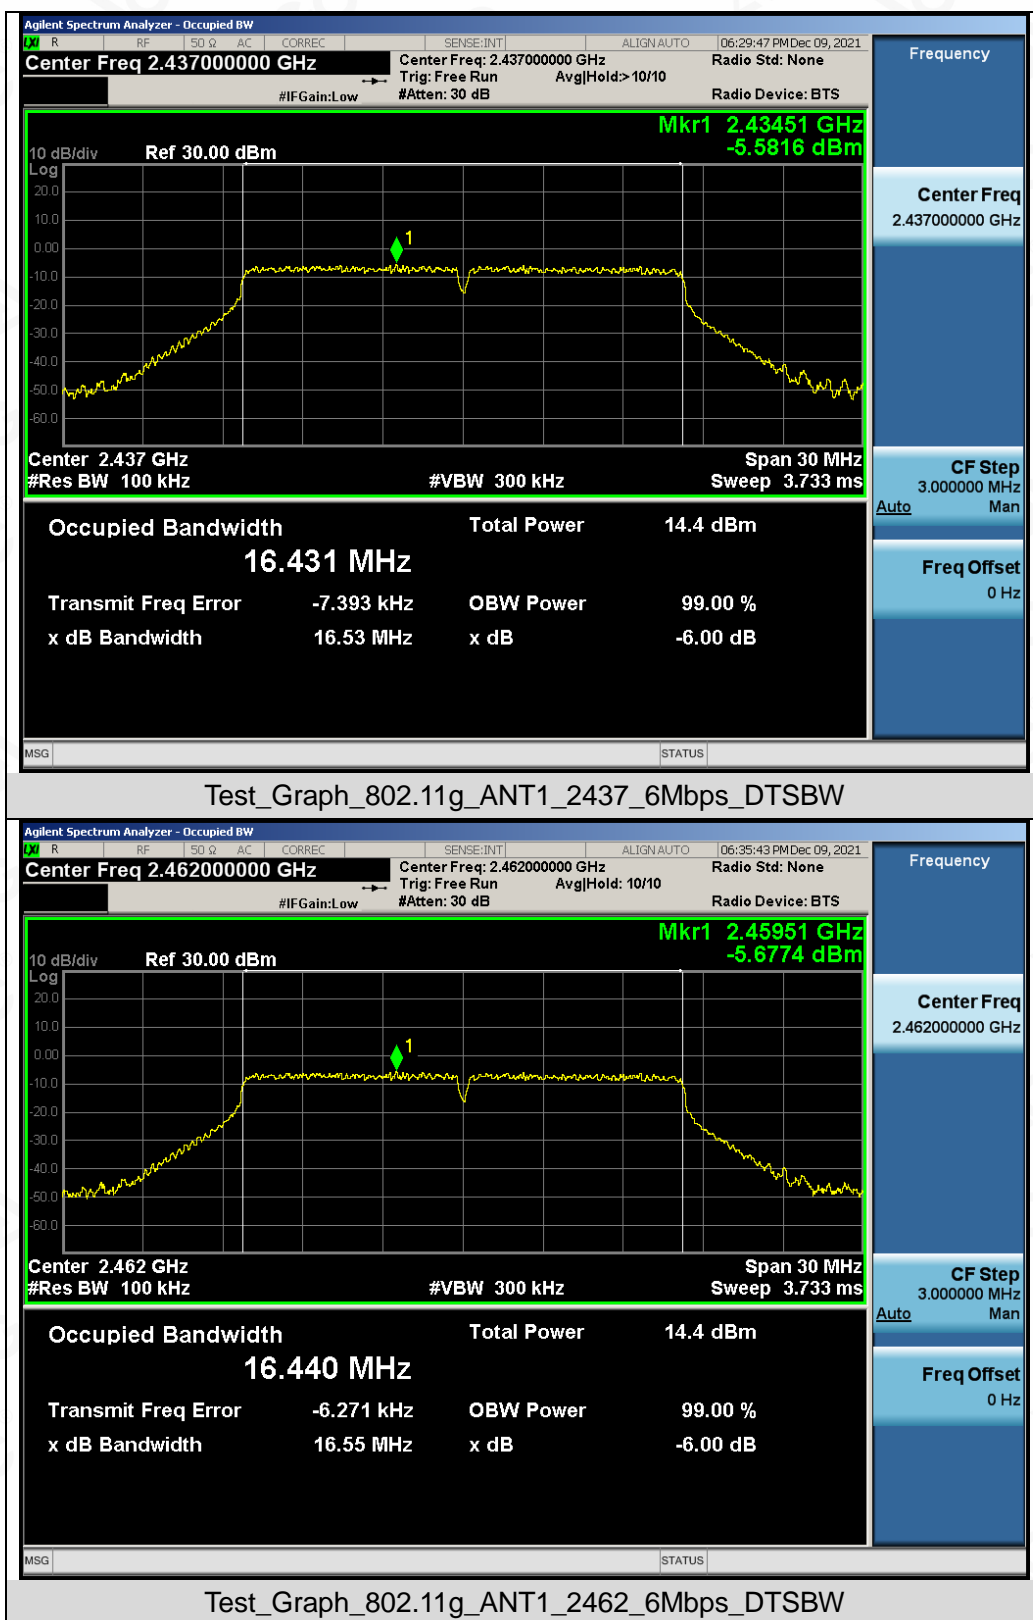 Agilent Spectrum Analyzer - Occupied BW
LXI R RF 50 Ω AC CORREC SENSE:INT ALIGN AUTO 06:29:47 PM Dec 09, 2021
Center Freq 2.437000000 GHz Center Freq: 2.437000000 GHz Radio Std: None Frequency
Trig: Free Run Avg|Hold:>10/10
#IFGain:Low #Atten: 30 dB Radio Device: BTS
Mkr1 2.43451 GHz
10 dB/div Ref 30.00 dBm -5.5816 dBm
Log
20.0
10.0
0.00
-10.0
-20.0
-30.0
-40.0
-50.0
-60.0
1
Center Freq
2.437000000 GHz
Center 2.437 GHz Span 30 MHz
#Res BW 100 kHz #VBW 300 kHz Sweep 3.733 ms
CF Step
3.000000 MHz
Auto Man
Occupied Bandwidth Total Power 14.4 dBm
16.431 MHz
Freq Offset
0 Hz
Transmit Freq Error -7.393 kHz OBW Power 99.00 %
x dB Bandwidth 16.53 MHz x dB -6.00 dB
MSG STATUS
Test_Graph_802.11g_ANT1_2437_6Mbps_DTSBW
Agilent Spectrum Analyzer - Occupied BW
LXI R RF 50 Ω AC CORREC SENSE:INT ALIGN AUTO 06:35:43 PM Dec 09, 2021
Center Freq 2.462000000 GHz Center Freq: 2.462000000 GHz Radio Std: None Frequency
Trig: Free Run Avg|Hold: 10/10
#IFGain:Low #Atten: 30 dB Radio Device: BTS
Mkr1 2.45951 GHz
10 dB/div Ref 30.00 dBm -5.6774 dBm
Log
20.0
10.0
0.00
-10.0
-20.0
-30.0
-40.0
-50.0
-60.0
1
Center Freq
2.462000000 GHz
Center 2.462 GHz Span 30 MHz
#Res BW 100 kHz #VBW 300 kHz Sweep 3.733 ms
CF Step
3.000000 MHz
Auto Man
Occupied Bandwidth Total Power 14.4 dBm
16.440 MHz
Freq Offset
0 Hz
Transmit Freq Error -6.271 kHz OBW Power 99.00 %
x dB Bandwidth 16.55 MHz x dB -6.00 dB
MSG STATUS
Test_Graph_802.11g_ANT1_2462_6Mbps_DTSBW